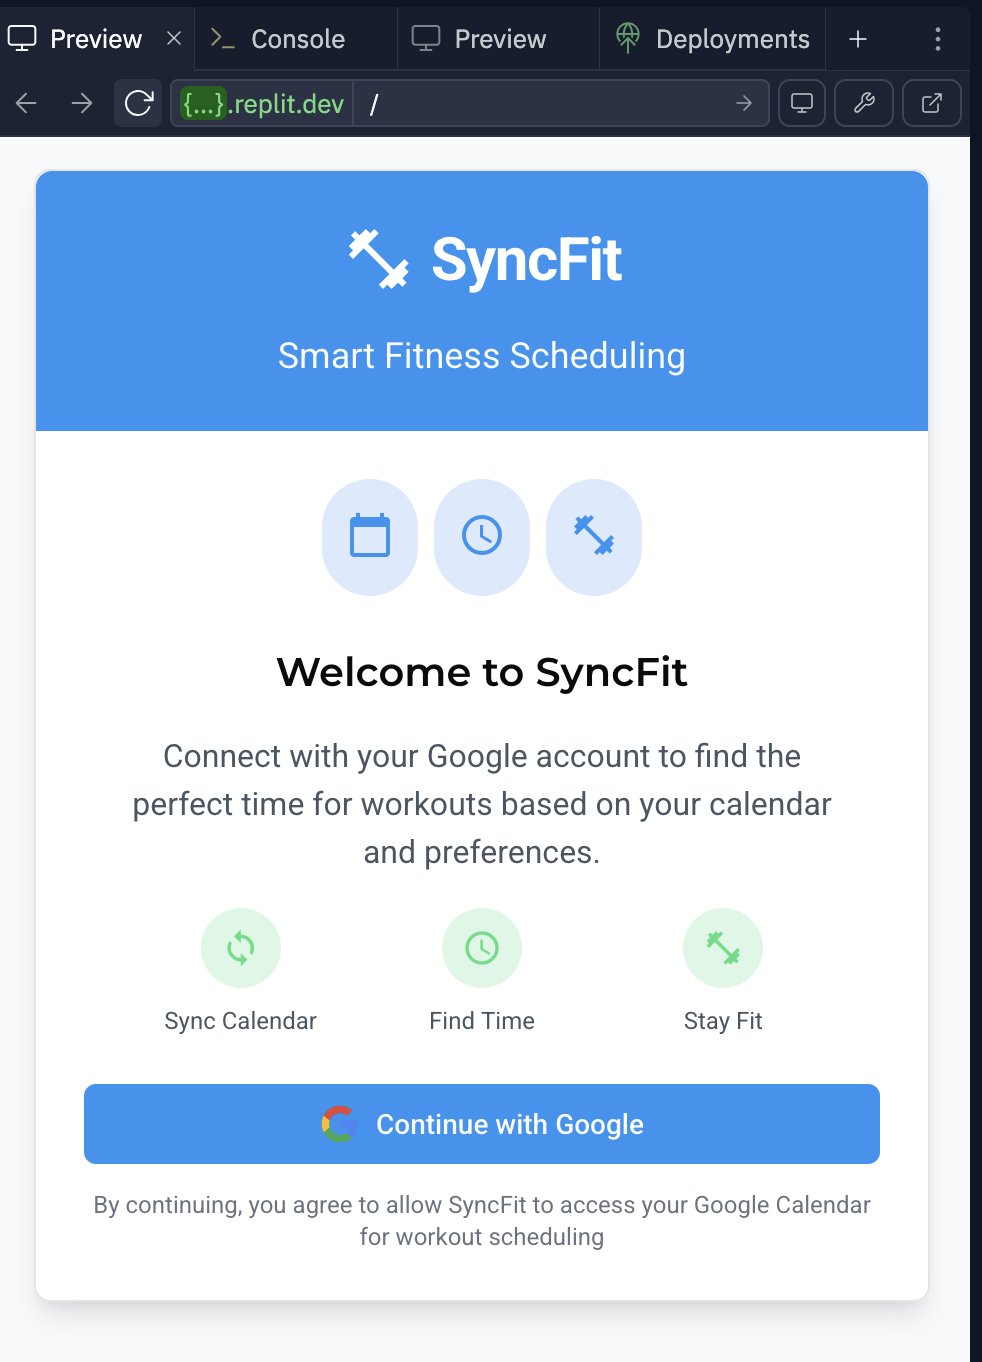 Preview
Console
Preview
Deployments
{...}.replit.dev /
SyncFit
Smart Fitness Scheduling
Welcome to SyncFit
Connect with your Google account to find the
perfect time for workouts based on your calendar
and preferences.
Sync Calendar
Find Time
Stay Fit
Continue with Google
By continuing, you agree to allow SyncFit to access your Google Calendar
for workout scheduling